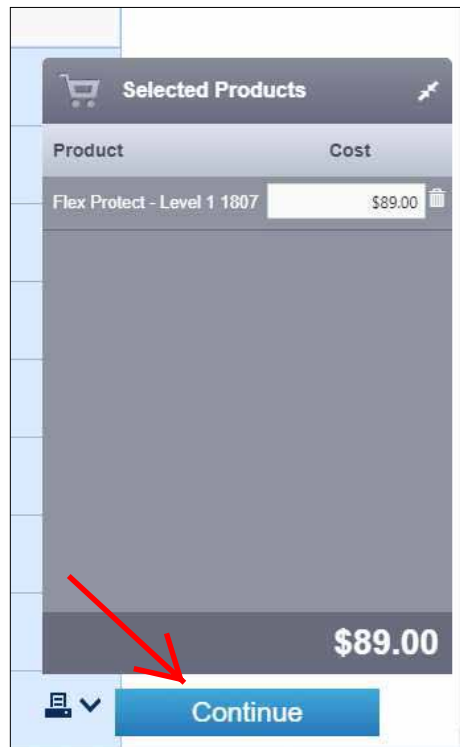 Selected Products
Product Cost
Flex Protect - Level 1 1807 $89.00
$89.00
Continue